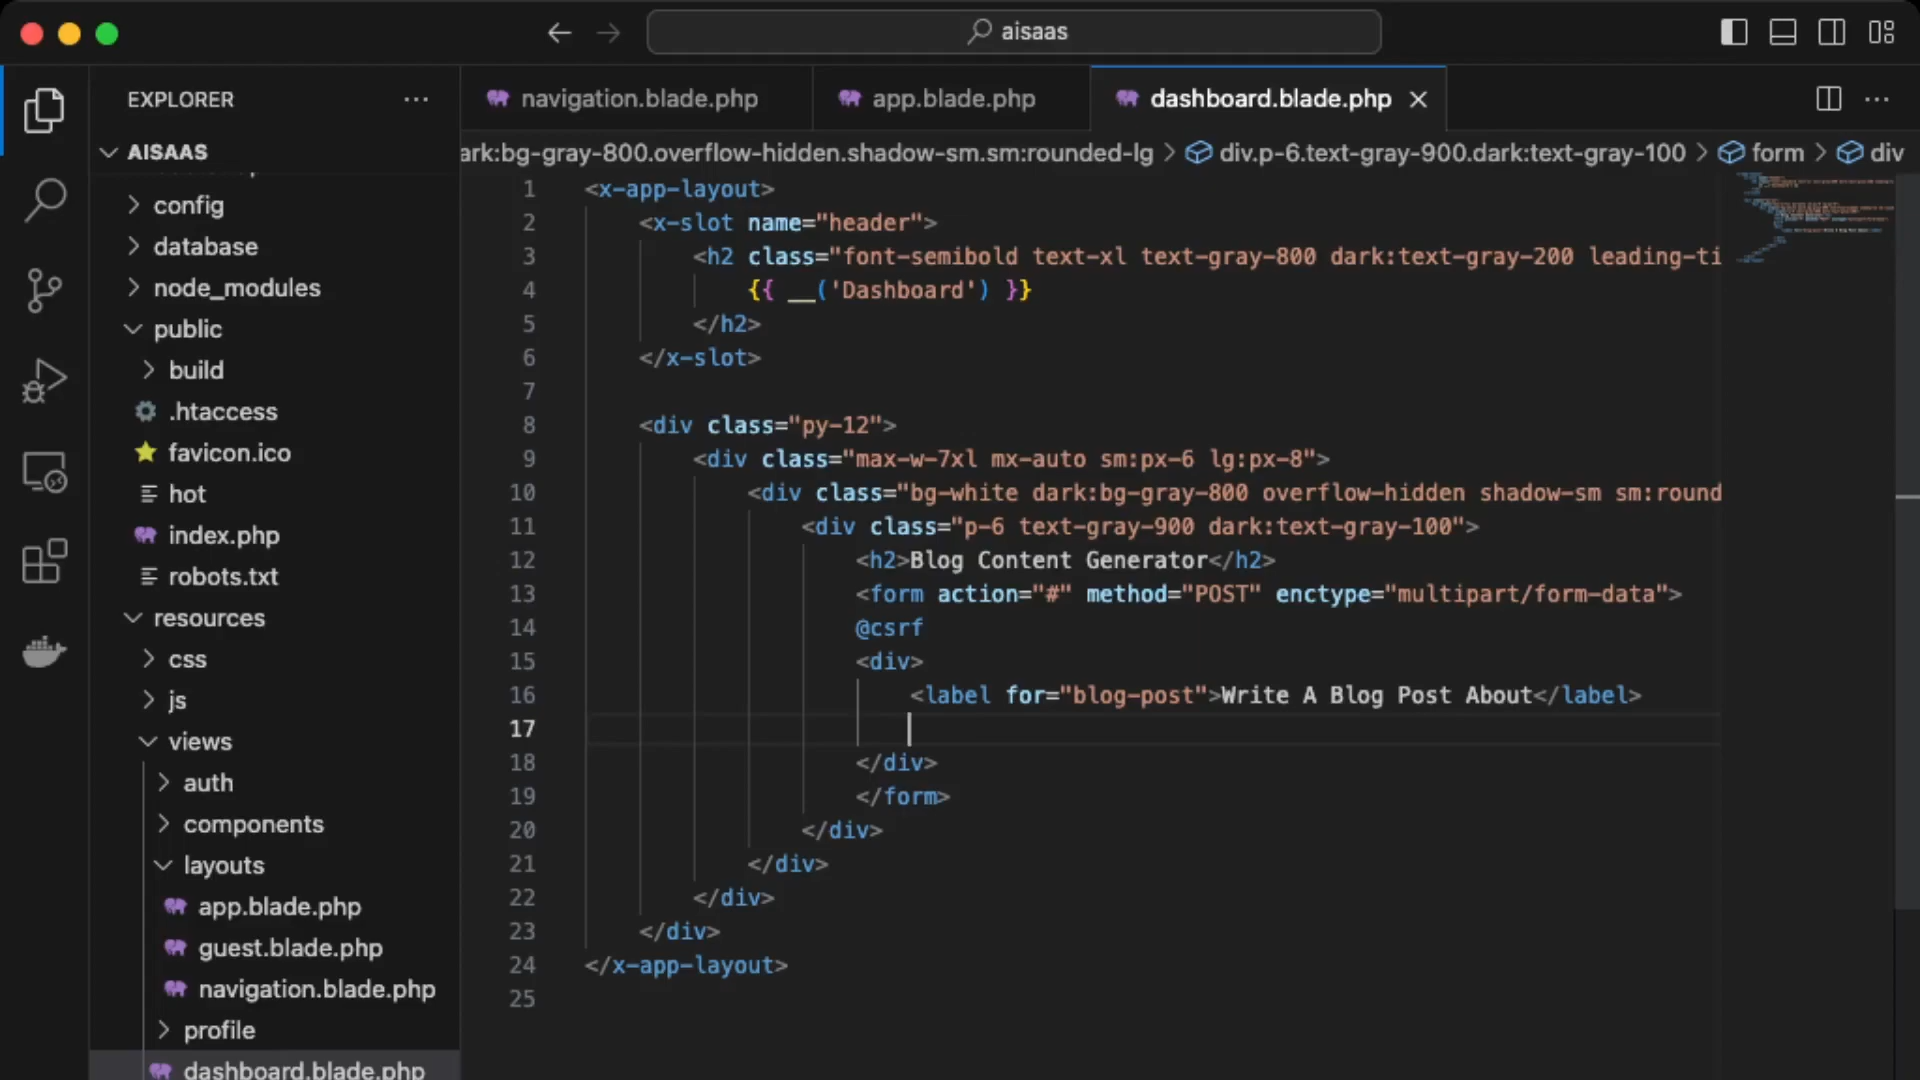 aisaas
EXPLORER
AISAAS
config
database
node_modules
public
build
.htaccess
favicon.ico
hot
index.php
robots.txt
resources
css
js
views
auth
components
layouts
app.blade.php
guest.blade.php
navigation.blade.php
profile
dashboard.blade.php
navigation.blade.php
app.blade.php
dashboard.blade.php
ark:bg-gray-800.overflow-hidden.shadow-sm.sm:rounded-lg > div.p-6.text-gray-900.dark:text-gray-100 > form > div
1 <x-app-layout>
2 <x-slot name="header">
3 <h2 class="font-semibold text-xl text-gray-800 dark:text-gray-200 leading-ti
4 {{ __('Dashboard') }}
5 </h2>
6 </x-slot>
7
8 <div class="py-12">
9 <div class="max-w-7xl mx-auto sm:px-6 lg:px-8">
10 <div class="bg-white dark:bg-gray-800 overflow-hidden shadow-sm sm:round
11 <div class="p-6 text-gray-900 dark:text-gray-100">
12 <h2>Blog Content Generator</h2>
13 <form action="#" method="POST" enctype="multipart/form-data">
14 @csrf
15 <div>
16 <label for="blog-post">Write A Blog Post About</label>
17
18 </div>
19 </form>
20 </div>
21 </div>
22 </div>
23 </div>
24 </x-app-layout>
25